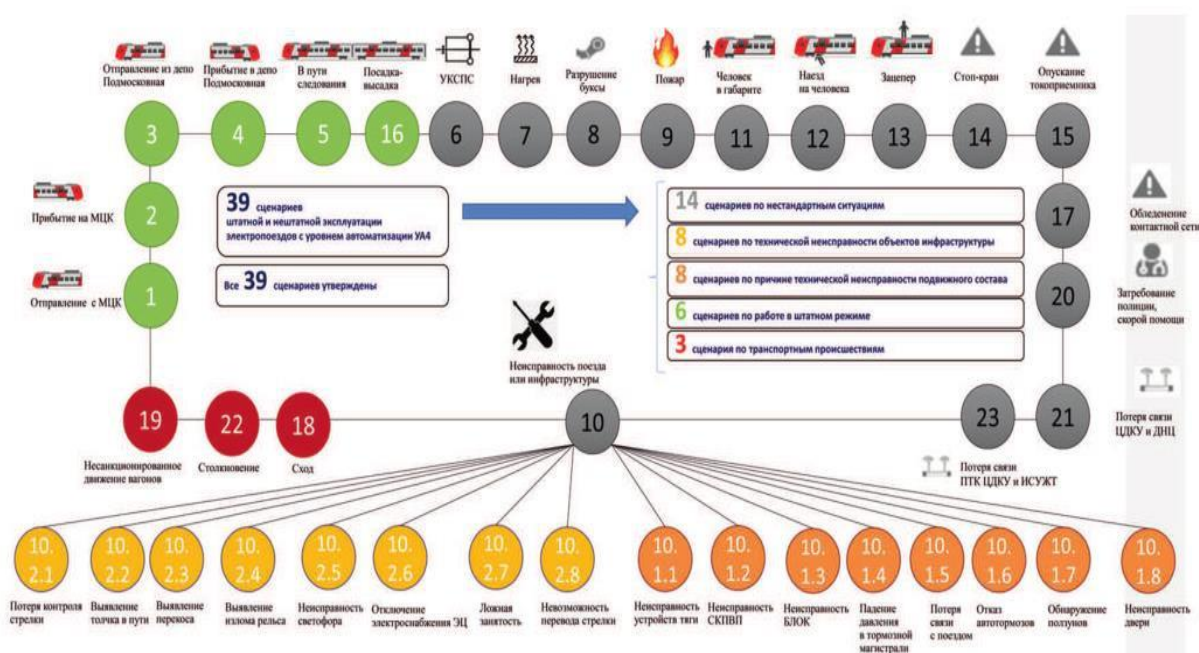 Отправление из депо
Подмосковная
Прибытие в депо
Подмосковная
В пути
следования
Посадка-
высадка
УКСПС
Нагрев
Разрушение
буксы
Пожар
Человек
в габарите
Наезд
на человека
Зацепер
Стоп-кран
Опускание
токоприемника
3
4
5
16
6
7
8
9
11
12
13
14
15
Прибытие на МЦК
2
39 сценариев
штатной и нештатной эксплуатации
электропоездов с уровнем автоматизации УА4
14 сценариев по нестандартным ситуациям
8 сценариев по технической неисправности объектов инфраструктуры
17
Обледенение
контактной сети
Отправление с МЦК
1
Все 39 сценариев утверждены
8 сценариев по причине технической неисправности подвижного состава
6 сценариев по работе в штатном режиме
3 сценария по транспортным происшествиям
20
Затребование
полиции,
скорой помощи
Неисправность поезда
или инфраструктуры
19
22
18
10
23
21
Несанкционированное
движение вагонов
Столкновение
Сход
Потеря связи
ПТК ЦДКУ и ИСУЖТ
Потеря связи
ЦДКУ и ДНЦ
10.
2.1
10.
2.2
10.
2.3
10.
2.4
10.
2.5
10.
2.6
10.
2.7
10.
2.8
10.
1.1
10.
1.2
10.
1.3
10.
1.4
10.
1.5
10.
1.6
10.
1.7
10.
1.8
Потеря контроля
стрелки
Выявление
толчка в пути
Выявление
перекоса
Выявление
излома рельса
Неисправность
светофора
Отключение
электроснабжения ЭЦ
Ложная
занятость
Невозможность
перевода стрелки
Неисправность
устройств тяги
Неисправность
СКПВП
Неисправность
БЛОК
Падение
давления
в тормозной
магистрали
Потеря
связи
с поездом
Отказ
автотормозов
Обнаружение
ползунов
Неисправность
двери